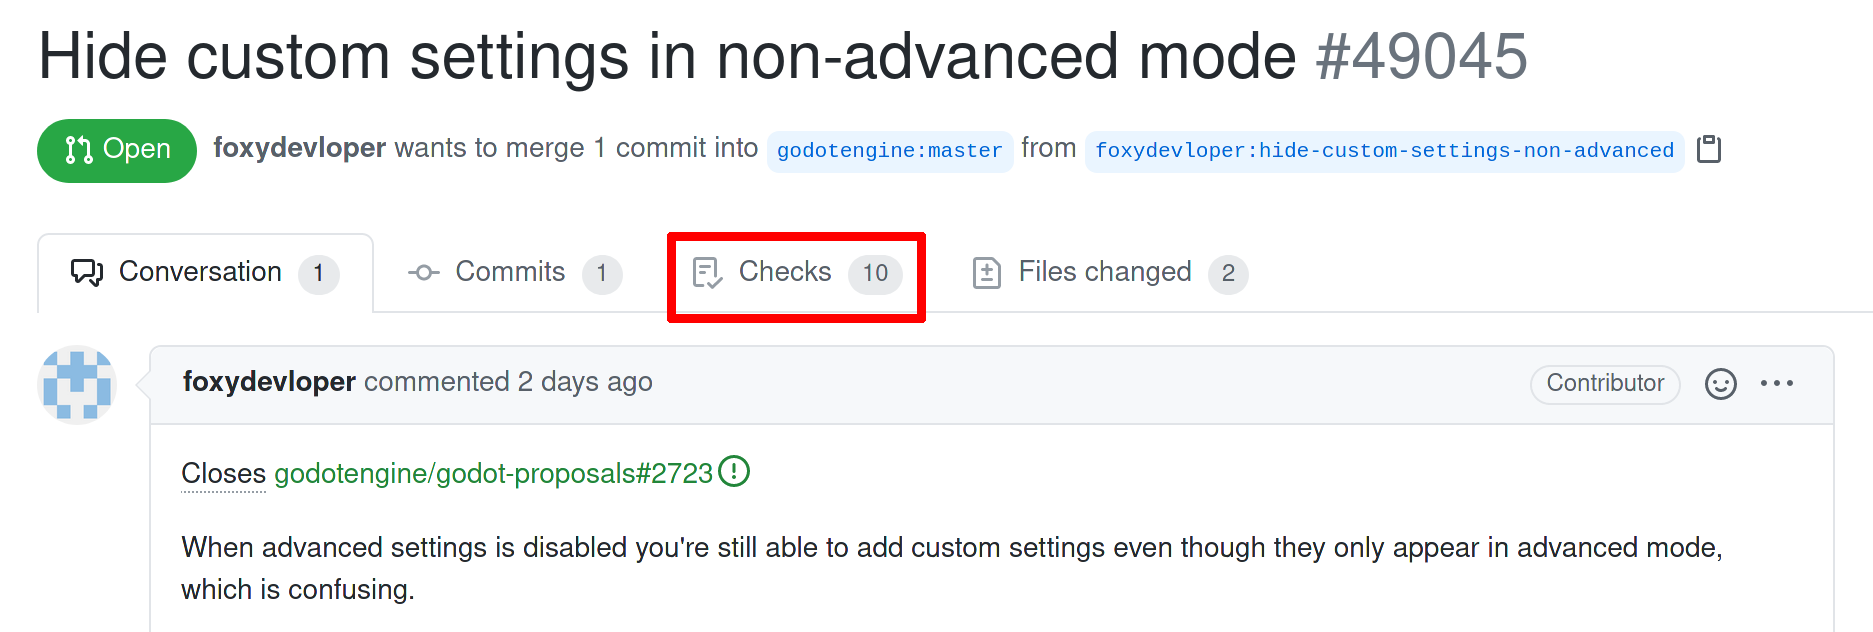 Hide custom settings in non-advanced mode #49045
Open foxydevloper wants to merge 1 commit into godotengine:master from foxydevloper:hide-custom-settings-non-advanced
Conversation 1 Commits 1 Checks 10 Files changed 2
foxydevloper commented 2 days ago Contributor
Closes godotengine/godot-proposals#2723
When advanced settings is disabled you're still able to add custom settings even though they only appear in advanced mode,
which is confusing.